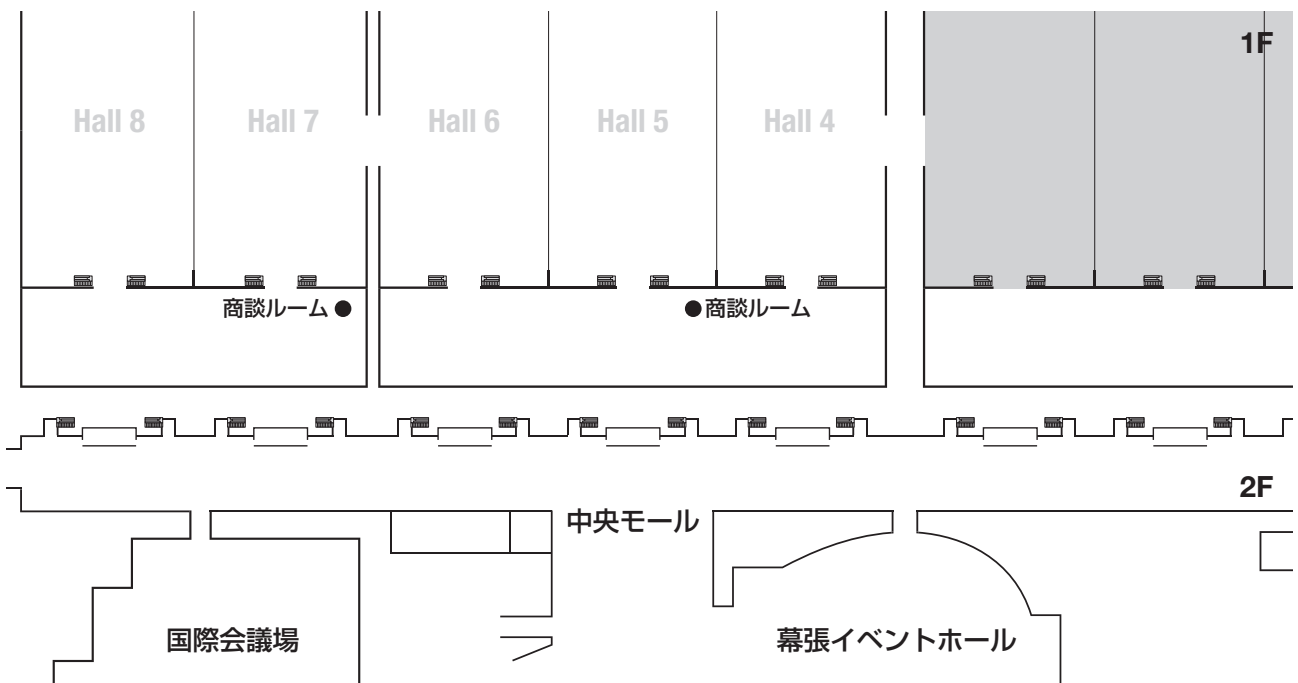 1F
Hall 8
Hall 7
Hall 6
Hall 5
Hall 4
商談ルーム ●
●商談ルーム
2F
中央モール
国際会議場
幕張イベントホール